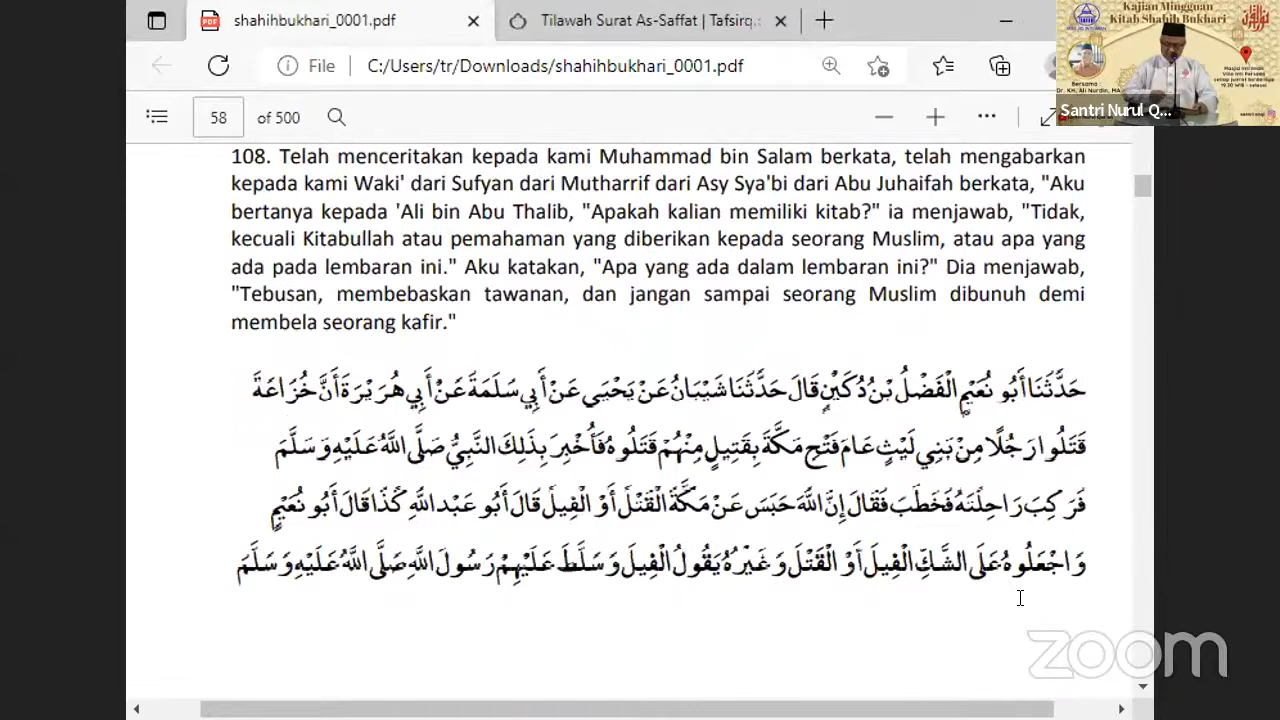 shahihbukhari_0001.pdf
Tilawah Surat As-Saffat | Tafsirq.
File
C:/Users/tr/Downloads/shahihbukhari_0001.pdf
58 of 500
Kajian Mingguan
Kitab Shahih Bukhari
Bersama :
Dr. KH. Ali Nurdin, MA
Santri Nurul Q...
108. Telah menceritakan kepada kami Muhammad bin Salam berkata, telah mengabarkan
kepada kami Waki' dari Sufyan dari Mutharrif dari Asy Sya'bi dari Abu Juhaifah berkata, "Aku
bertanya kepada 'Ali bin Abu Thalib, "Apakah kalian memiliki kitab?" ia menjawab, "Tidak,
kecuali Kitabullah atau pemahaman yang diberikan kepada seorang Muslim, atau apa yang
ada pada lembaran ini." Aku katakan, "Apa yang ada dalam lembaran ini?" Dia menjawab,
"Tebusan, membebaskan tawanan, dan jangan sampai seorang Muslim dibunuh demi
membela seorang kafir."
حَدَّثَنَا أَبُو نُعَيْمٍ الْفَضْلُ بْنُ دُكَيْنٍ قَالَ حَدَّثَنَا شَيْبَانُ عَنْ يَحْيَى عَنْ أَبِي سَلَمَةَ عَنْ أَبِي هُرَيْرَةَ أَنَّ خُزَاعَةَ
قَتَلُوا رَجُلًا مِنْ بَنِي لَيْثٍ عَامَ فَتْحِ مَكَّةَ بِقَتِيلٍ مِنْهُمْ قَتَلُوهُ فَأُخْبِرَ بِذَلِكَ النَّبِيُّ صَلَّى اللَّهُ عَلَيْهِ وَسَلَّمَ
فَرَكِبَ رَاحِلَتَهُ فَخَطَبَ فَقَالَ إِنَّ اللَّهَ حَبَسَ عَنْ مَكَّةَ الْقَتْلَ أَوْ الْفِيلَ قَالَ أَبُو عَبْد اللَّهِ كَذَا قَالَ أَبُو نُعَيْمٍ
وَاجْعَلُوهُ عَلَى الشَّكِّ الْفِيلَ أَوْ الْقَتْلَ وَغَيْرُهُ يَقُولُ الْفِيلَ وَسَلَّطَ عَلَيْهِمْ رَسُولَ اللَّهِ صَلَّى اللَّهُ عَلَيْهِ وَسَلَّمَ
zoom